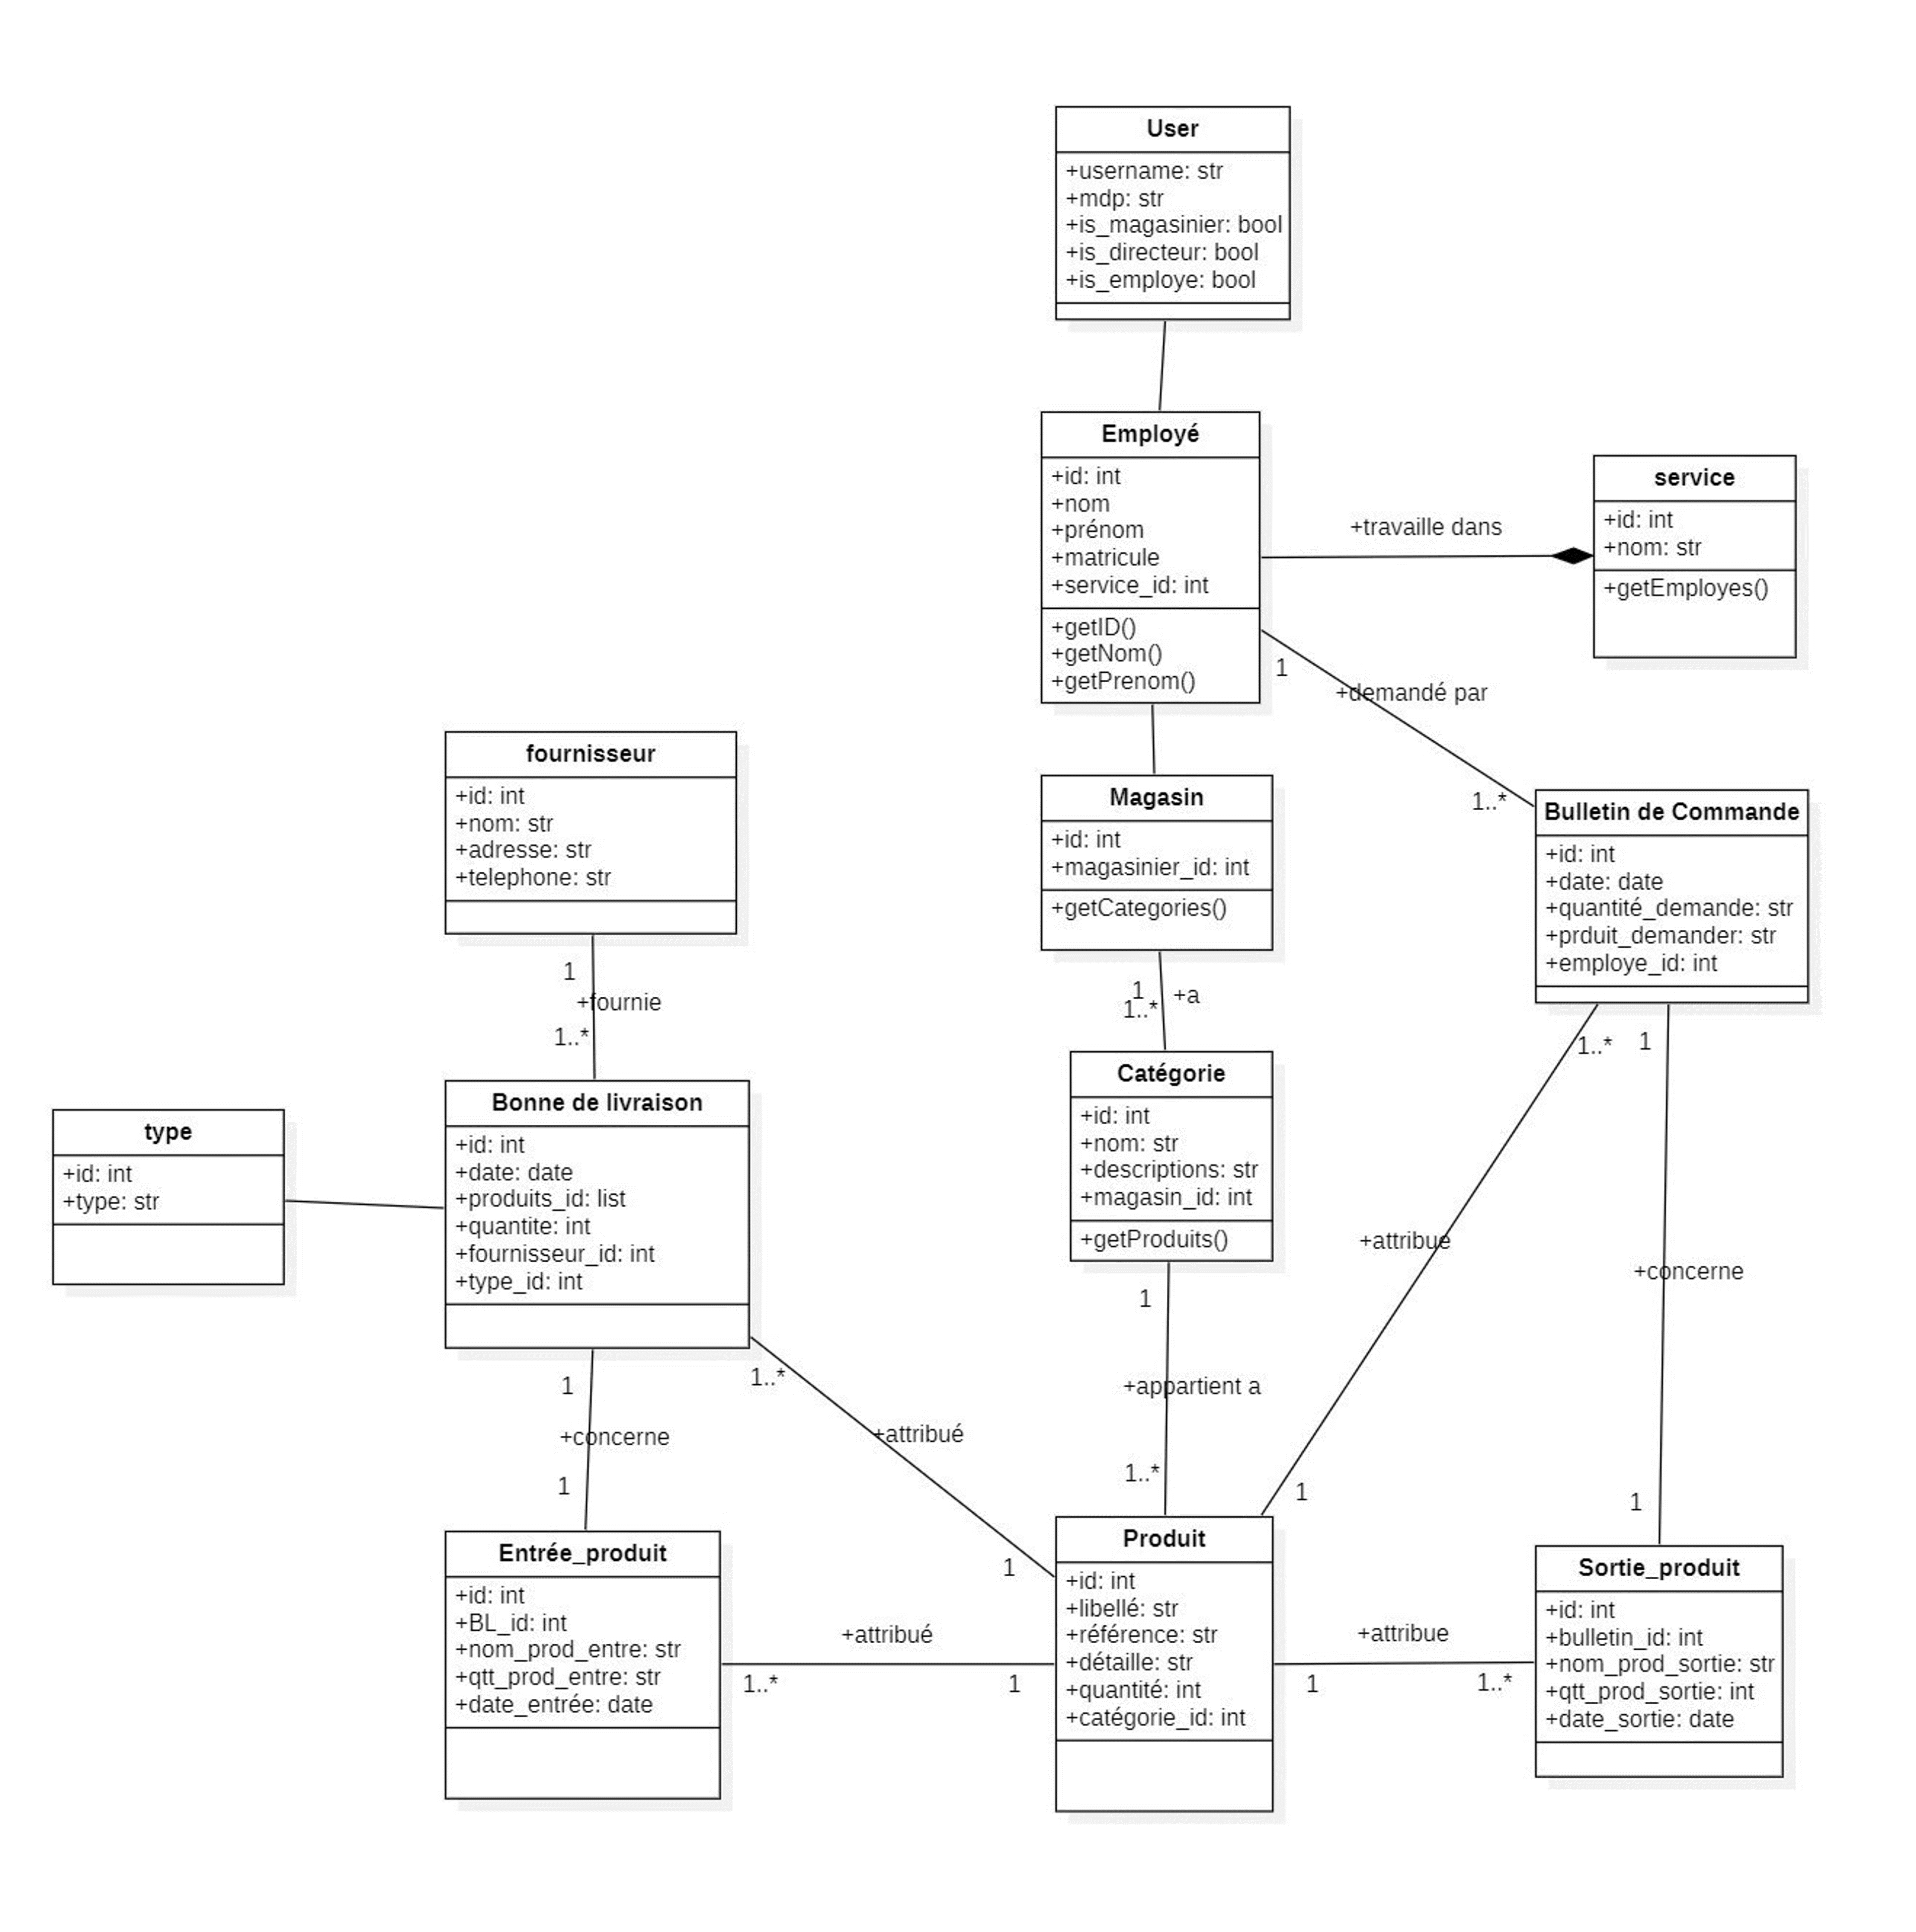 User
+username: str
+mdp: str
+is_magasinier: bool
+is_directeur: bool
+is_employe: bool
Employé
+id: int
+nom
+prénom
+matricule
+service_id: int
+getID()
+getNom()
+getPrenom()
+travaille dans
service
+id: int
+nom: str
+getEmployes()
1
+demandé par
1..*
fournisseur
+id: int
+nom: str
+adresse: str
+telephone: str
Magasin
+id: int
+magasinier_id: int
+getCategories()
Bulletin de Commande
+id: int
+date: date
+quantité_demande: str
+prduit_demander: str
+employe_id: int
1
+fournie
1..*
1
1..*
+a
1..*
1
type
+id: int
+type: str
Bonne de livraison
+id: int
+date: date
+produits_id: list
+quantite: int
+fournisseur_id: int
+type_id: int
Catégorie
+id: int
+nom: str
+descriptions: str
+magasin_id: int
+getProduits()
+attribue
+concerne
1
+concerne
1
1..*
+attribué
1
1
+appartient a
1..*
1
1
Entrée_produit
+id: int
+BL_id: int
+nom_prod_entre: str
+qtt_prod_entre: str
+date_entrée: date
+attribué
1..*
1
Produit
+id: int
+libellé: str
+référence: str
+détaille: str
+quantité: int
+catégorie_id: int
+attribue
1
1..*
Sortie_produit
+id: int
+bulletin_id: int
+nom_prod_sortie: str
+qtt_prod_sortie: int
+date_sortie: date